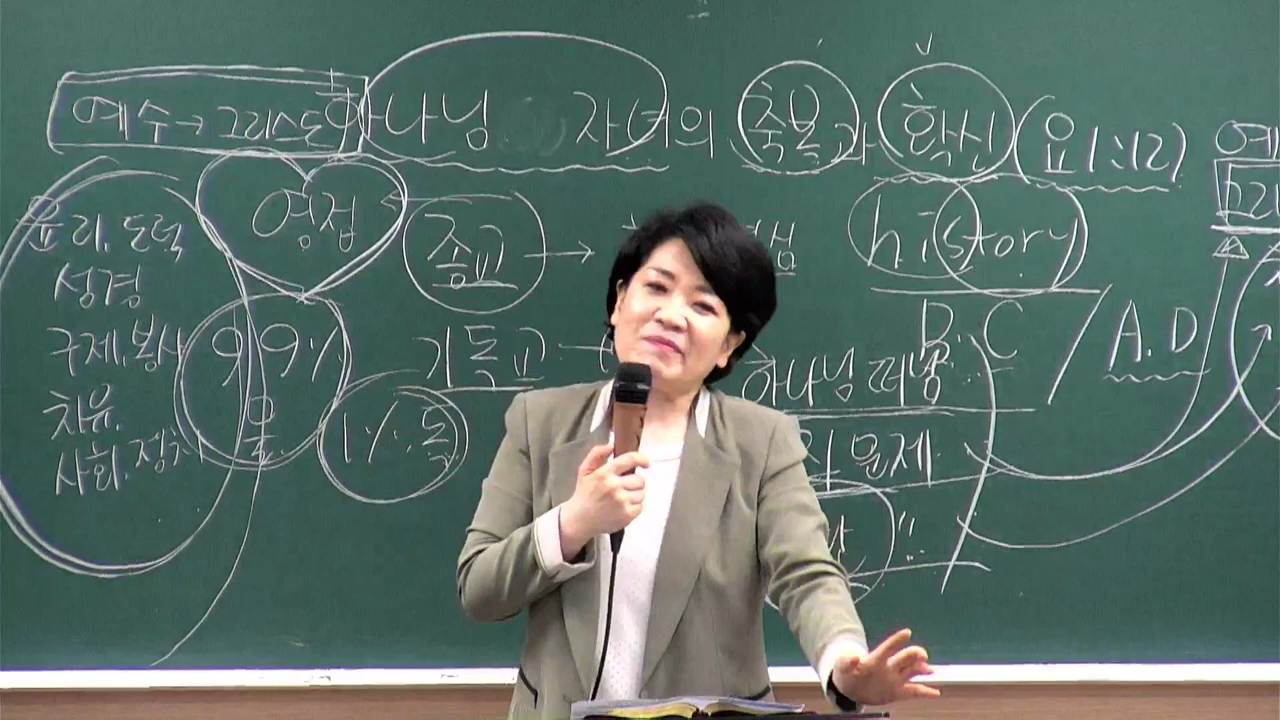 예수→그리스도 하나님 자녀의 축복과 확신 (요1:12)
영접
윤리, 도덕
성경
구제, 봉사
치유,
사회, 정치
99%
물
1% 독
종교 →
기독교 →
history
B.C / A.D
하나님 떠남
문제